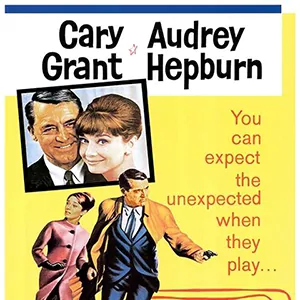 Cary Audrey
Grant Hepburn
You
can
expect
the
unexpected
when
they
play...